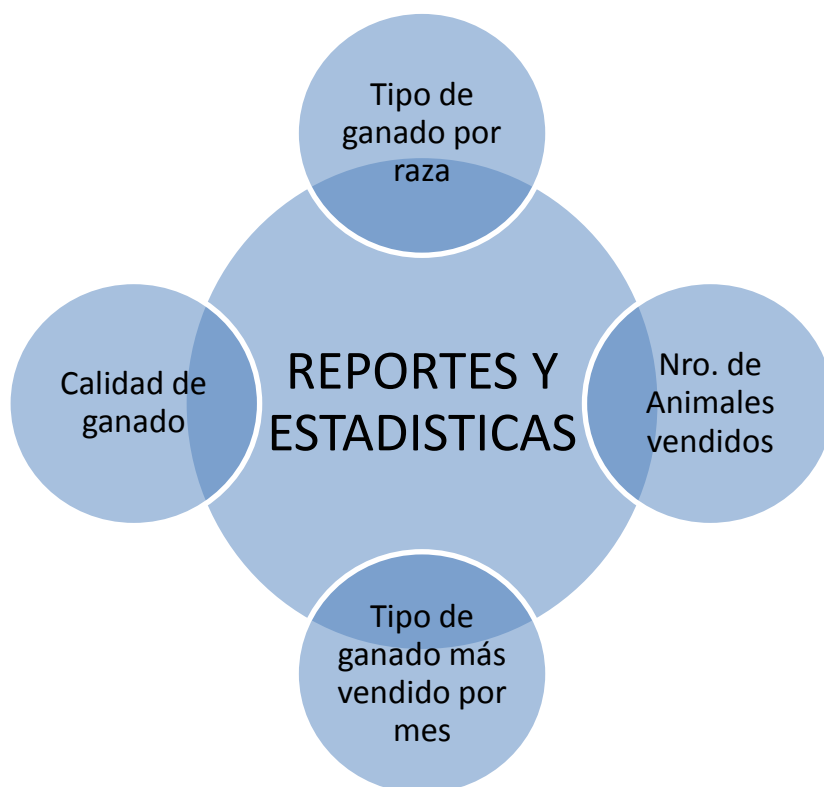 Tipo de
ganado por
raza
Calidad de
ganado
REPORTES Y
ESTADISTICAS
Nro. de
Animales
vendidos
Tipo de
ganado más
vendido por
mes